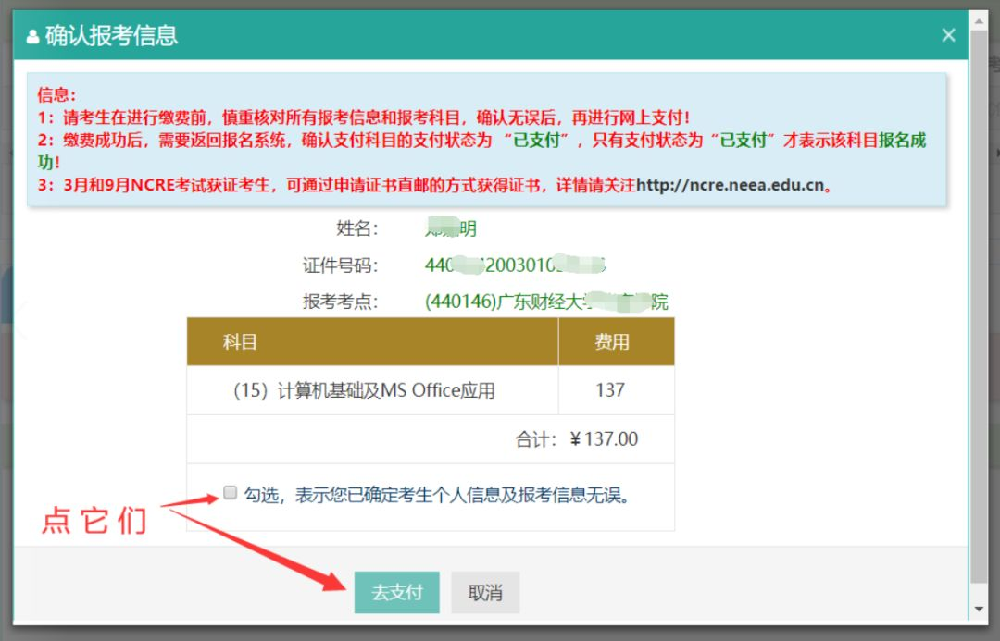 确认报考信息
信息：
1：请考生在进行缴费前，慎重核对所有报考信息和报考科目，确认无误后，再进行网上支付！
2：缴费成功后，需要返回报名系统，确认支付科目的支付状态为 “已支付”，只有支付状态为“已支付”才表示该科目报名成
功！
3：3月和9月NCRE考试获证考生，可通过申请证书直邮的方式获得证书，详情请关注http://ncre.neea.edu.cn。
姓名： 明
证件号码： 440 2003010
报考考点： (440146)广东财经大 院
科目 费用
（15）计算机基础及MS Office应用 137
合计：￥137.00
勾选，表示您已确定考生个人信息及报考信息无误。
点它们
去支付 取消